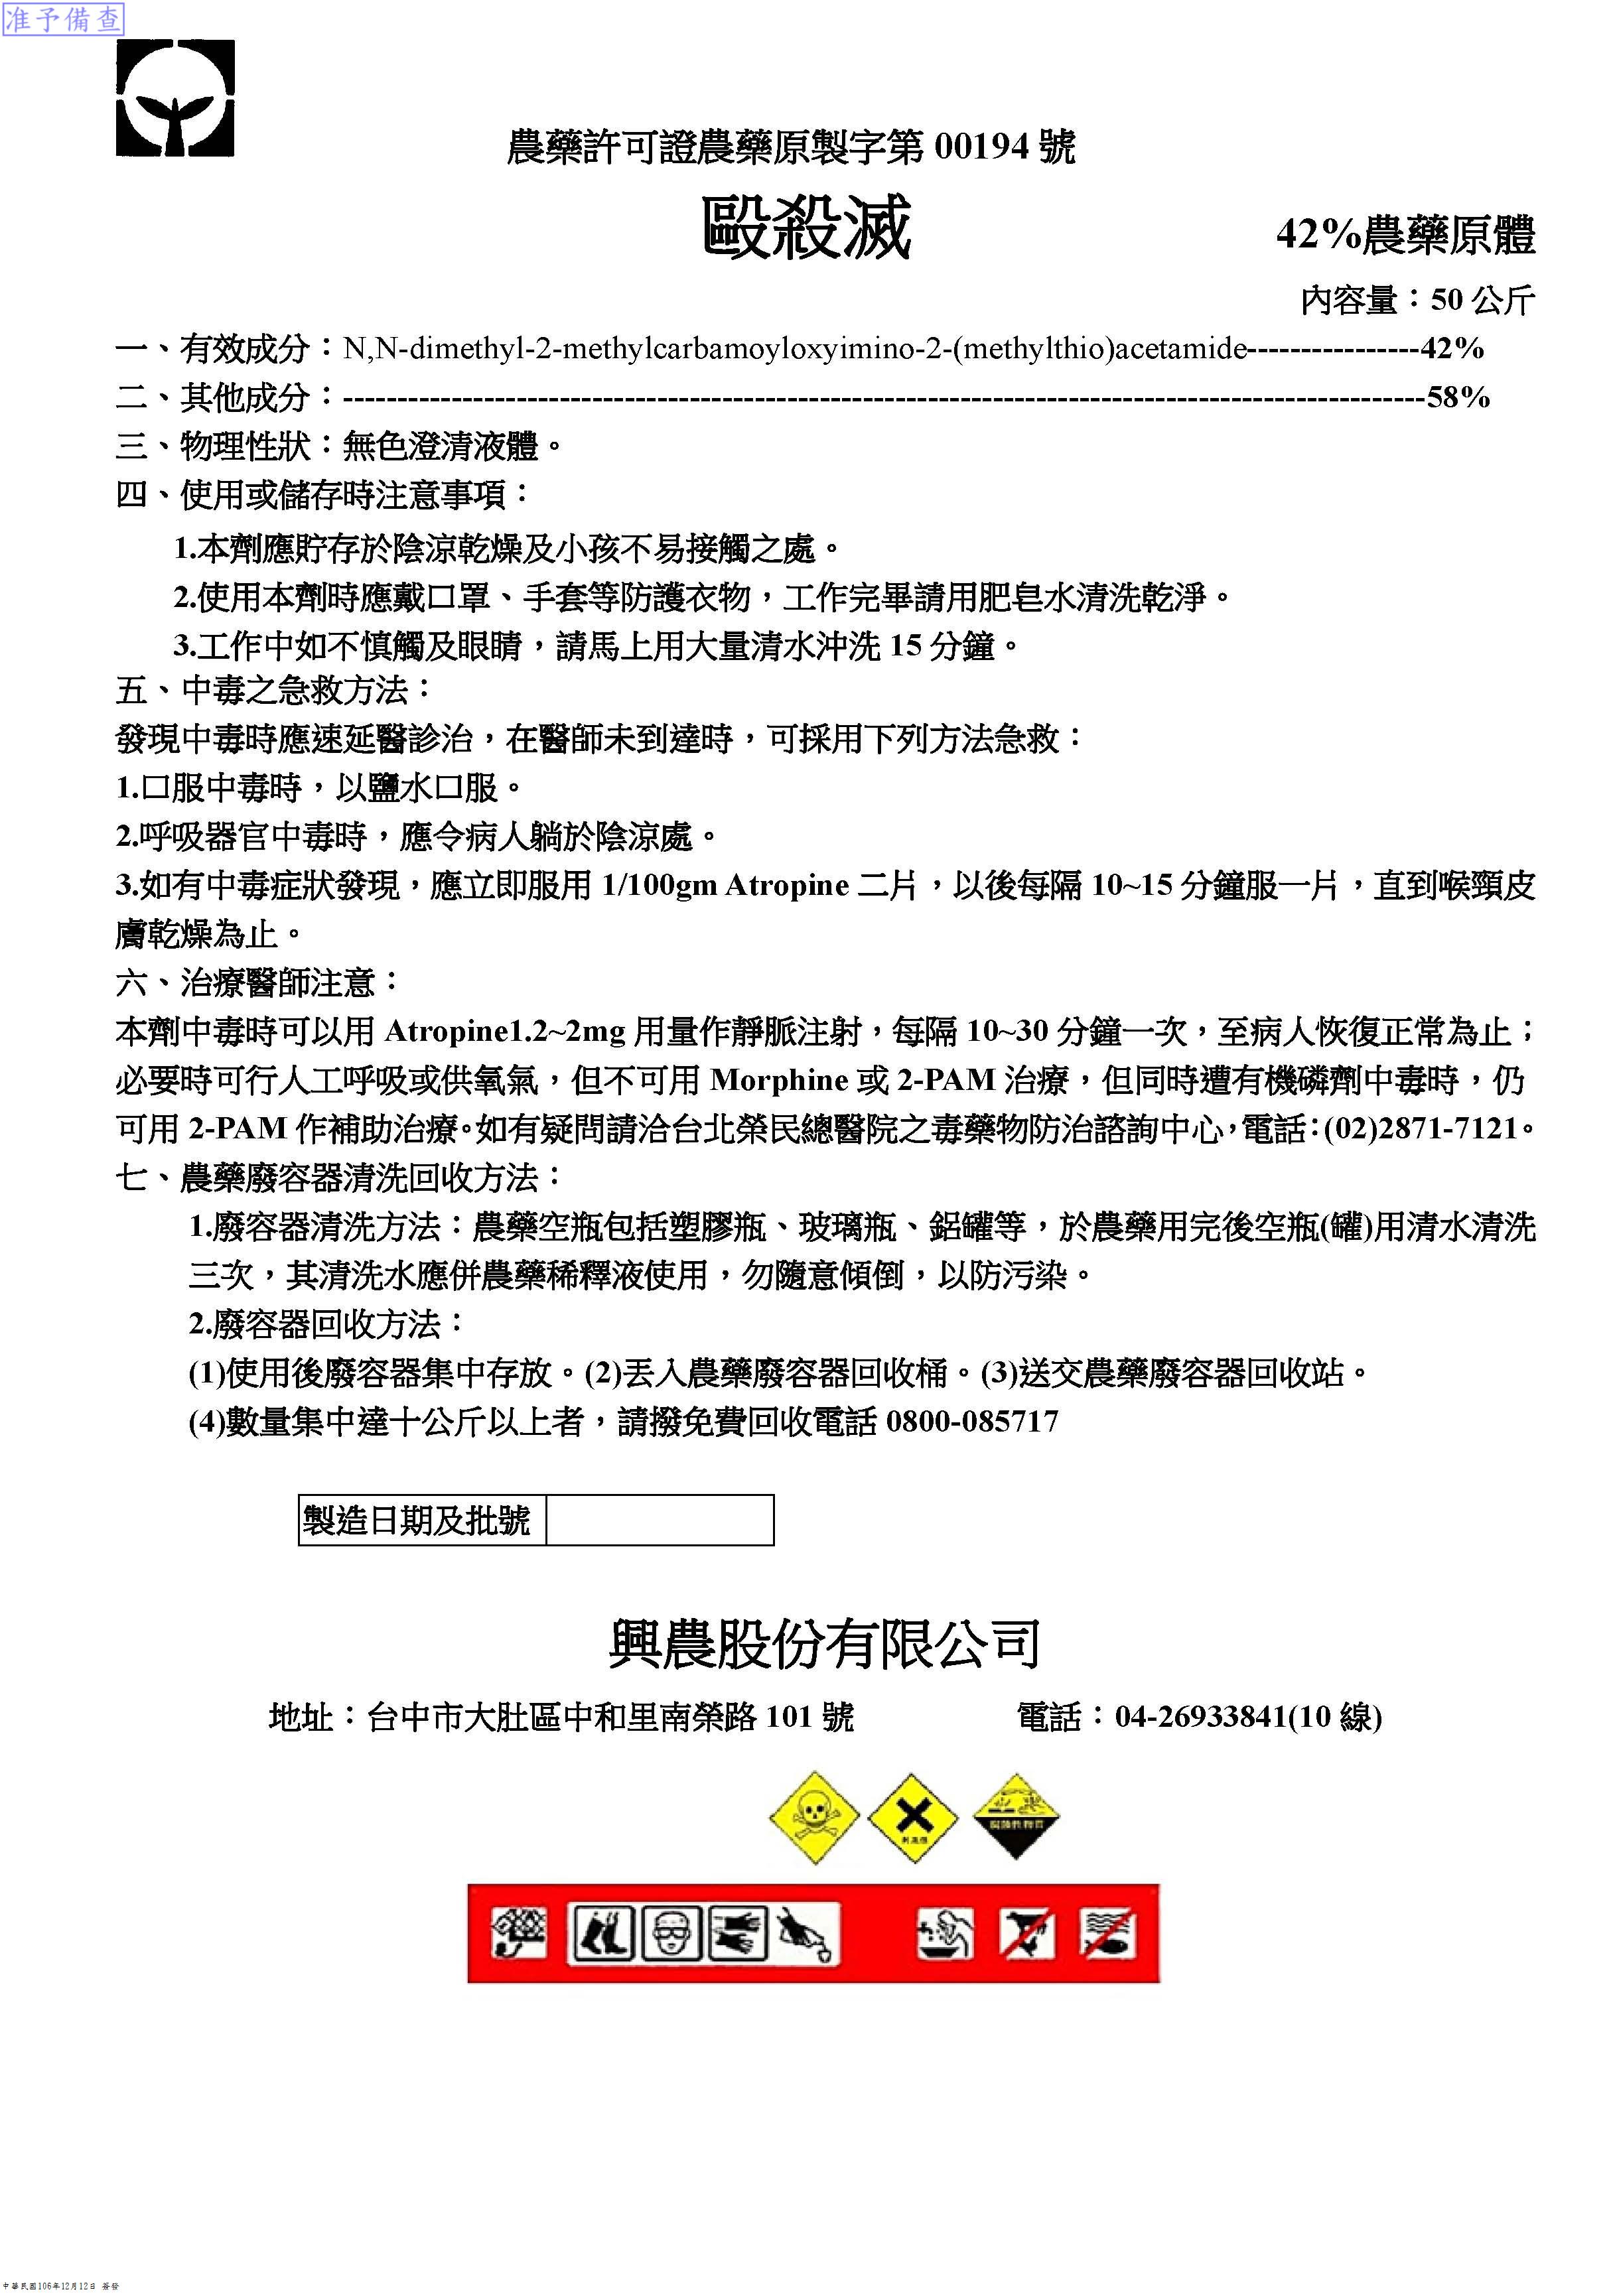 准予備查
農藥許可證農藥原製字第 00194 號
毆殺滅
42%農藥原體
內容量：50 公斤
一、有效成分：N,N-dimethyl-2-methylcarbamoyloxyimino-2-(methylthio)acetamide----------------42%
二、其他成分：----------------------------------------------------------------------------------------------------58%
三、物理性狀：無色澄清液體。
四、使用或儲存時注意事項：
1.本劑應貯存於陰涼乾燥及小孩不易接觸之處。
2.使用本劑時應戴口罩、手套等防護衣物，工作完畢請用肥皂水清洗乾淨。
3.工作中如不慎觸及眼睛，請馬上用大量清水沖洗 15 分鐘。
五、中毒之急救方法：
發現中毒時應速延醫診治，在醫師未到達時，可採用下列方法急救：
1.口服中毒時，以鹽水口服。
2.呼吸器官中毒時，應令病人躺於陰涼處。
3.如有中毒症狀發現，應立即服用 1/100gm Atropine 二片，以後每隔 10~15 分鐘服一片，直到喉頸皮
膚乾燥為止。
六、治療醫師注意：
本劑中毒時可以用 Atropine1.2~2mg 用量作靜脈注射，每隔 10~30 分鐘一次，至病人恢復正常為止；
必要時可行人工呼吸或供氧氣，但不可用 Morphine 或 2-PAM 治療，但同時遭有機磷劑中毒時，仍
可用 2-PAM 作補助治療。如有疑問請洽台北榮民總醫院之毒藥物防治諮詢中心，電話：(02)2871-7121。
七、農藥廢容器清洗回收方法：
1.廢容器清洗方法：農藥空瓶包括塑膠瓶、玻璃瓶、鋁罐等，於農藥用完後空瓶(罐)用清水清洗
三次，其清洗水應併農藥稀釋液使用，勿隨意傾倒，以防污染。
2.廢容器回收方法：
(1)使用後廢容器集中存放。(2)丟入農藥廢容器回收桶。(3)送交農藥廢容器回收站。
(4)數量集中達十公斤以上者，請撥免費回收電話 0800-085717
製造日期及批號
興農股份有限公司
地址：台中市大肚區中和里南榮路 101 號 電話：04-26933841(10 線)
腐蝕性物質
中華民國106年12月12日 簽發